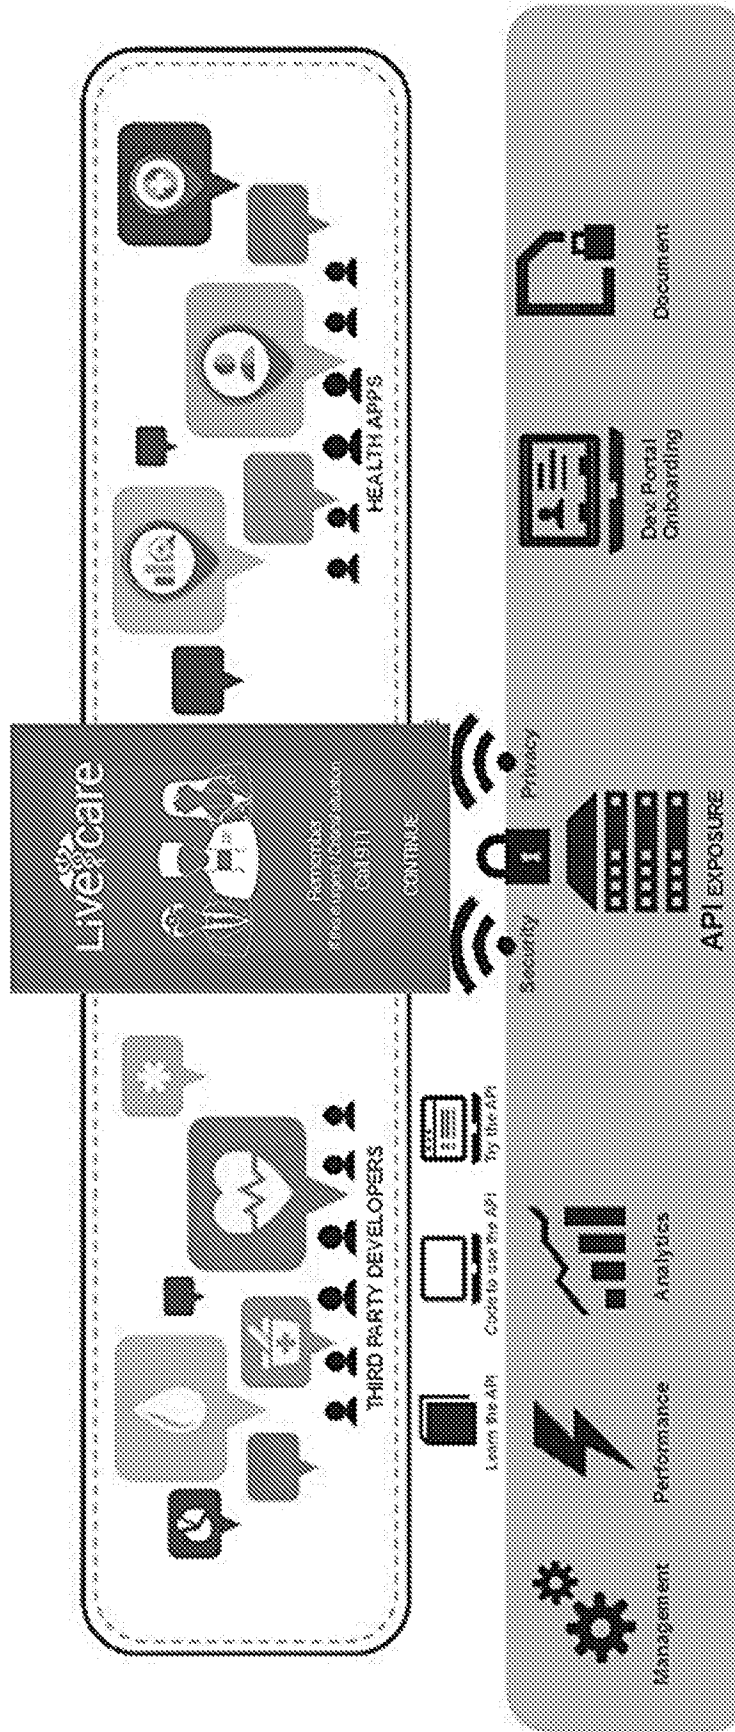 Livecare
CONTINUE
THIRD PARTY DEVELOPERS
HEALTH APPS
Learn the API
Code to use the API
Try the API
Security
Privacy
Management
Performance
Analytics
API EXPOSURE
Dev. Portal
Onboarding
Document